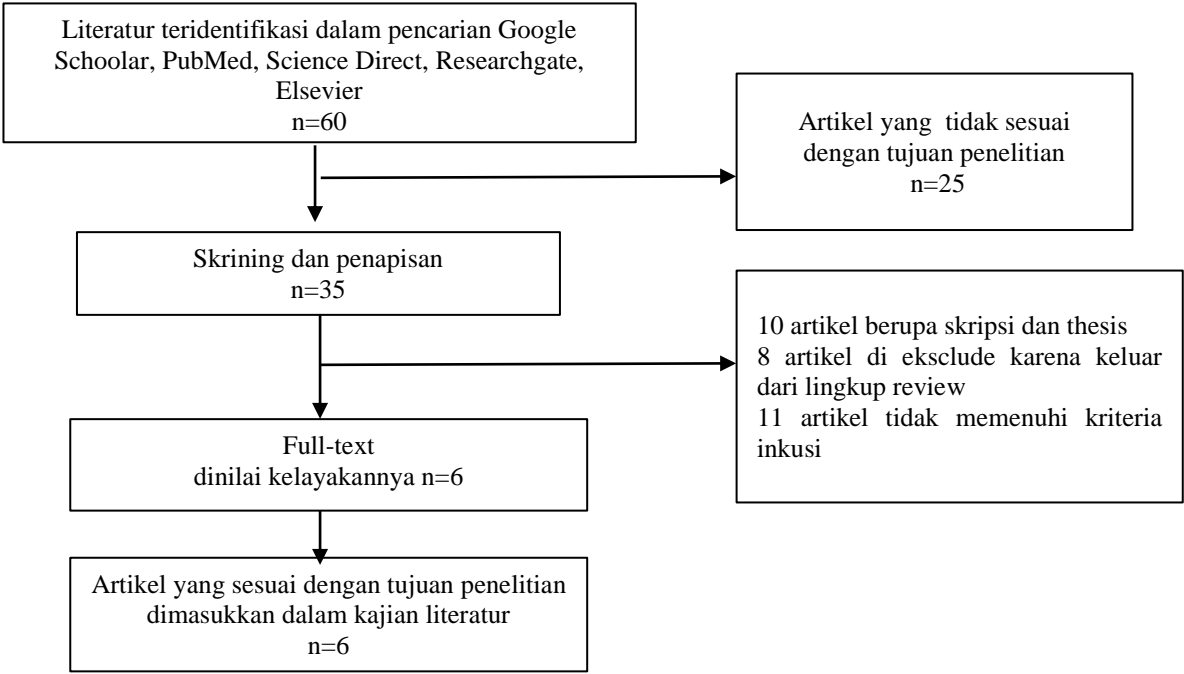 Literatur teridentifikasi dalam pencarian Google
Schoolar, PubMed, Science Direct, Researchgate,
Elsevier
n=60
Artikel yang tidak sesuai
dengan tujuan penelitian
n=25
Skrining dan penapisan
n=35
10 artikel berupa skripsi dan thesis
8 artikel di eksclude karena keluar
dari lingkup review
11 artikel tidak memenuhi kriteria
inkusi
Full-text
dinilai kelayakannya n=6
Artikel yang sesuai dengan tujuan penelitian
dimasukkan dalam kajian literatur
n=6